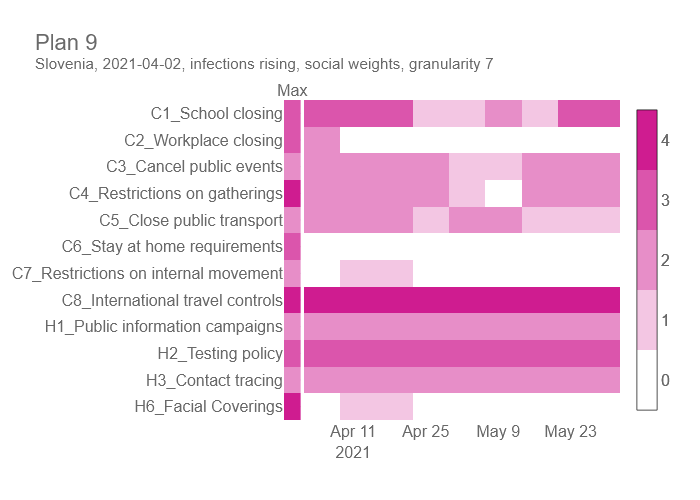 Plan 9
Slovenia, 2021-04-02, infections rising, social weights, granularity 7
Max
C1_School closing
C2_Workplace closing
C3_Cancel public events
C4_Restrictions on gatherings
C5_Close public transport
C6_Stay at home requirements
C7_Restrictions on internal movement
C8_International travel controls
H1_Public information campaigns
H2_Testing policy
H3_Contact tracing
H6_Facial Coverings
4
3
2
1
0
Apr 11 Apr 25 May 9 May 23
2021